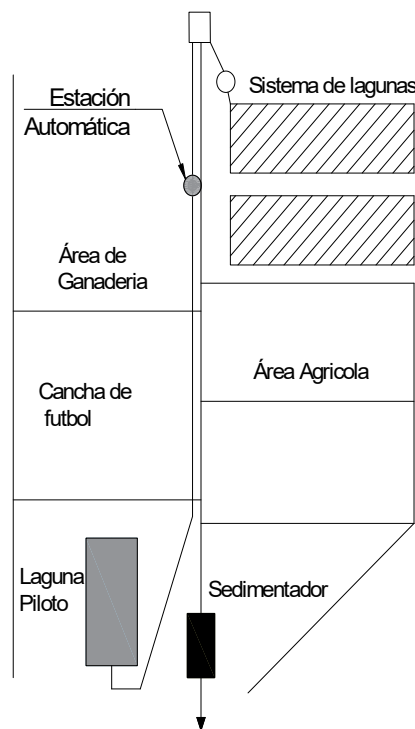 Sistema de lagunas
Estación
Automática
Área de
Ganaderia
Área Agricola
Cancha de
futbol
Laguna
Piloto
Sedimentador